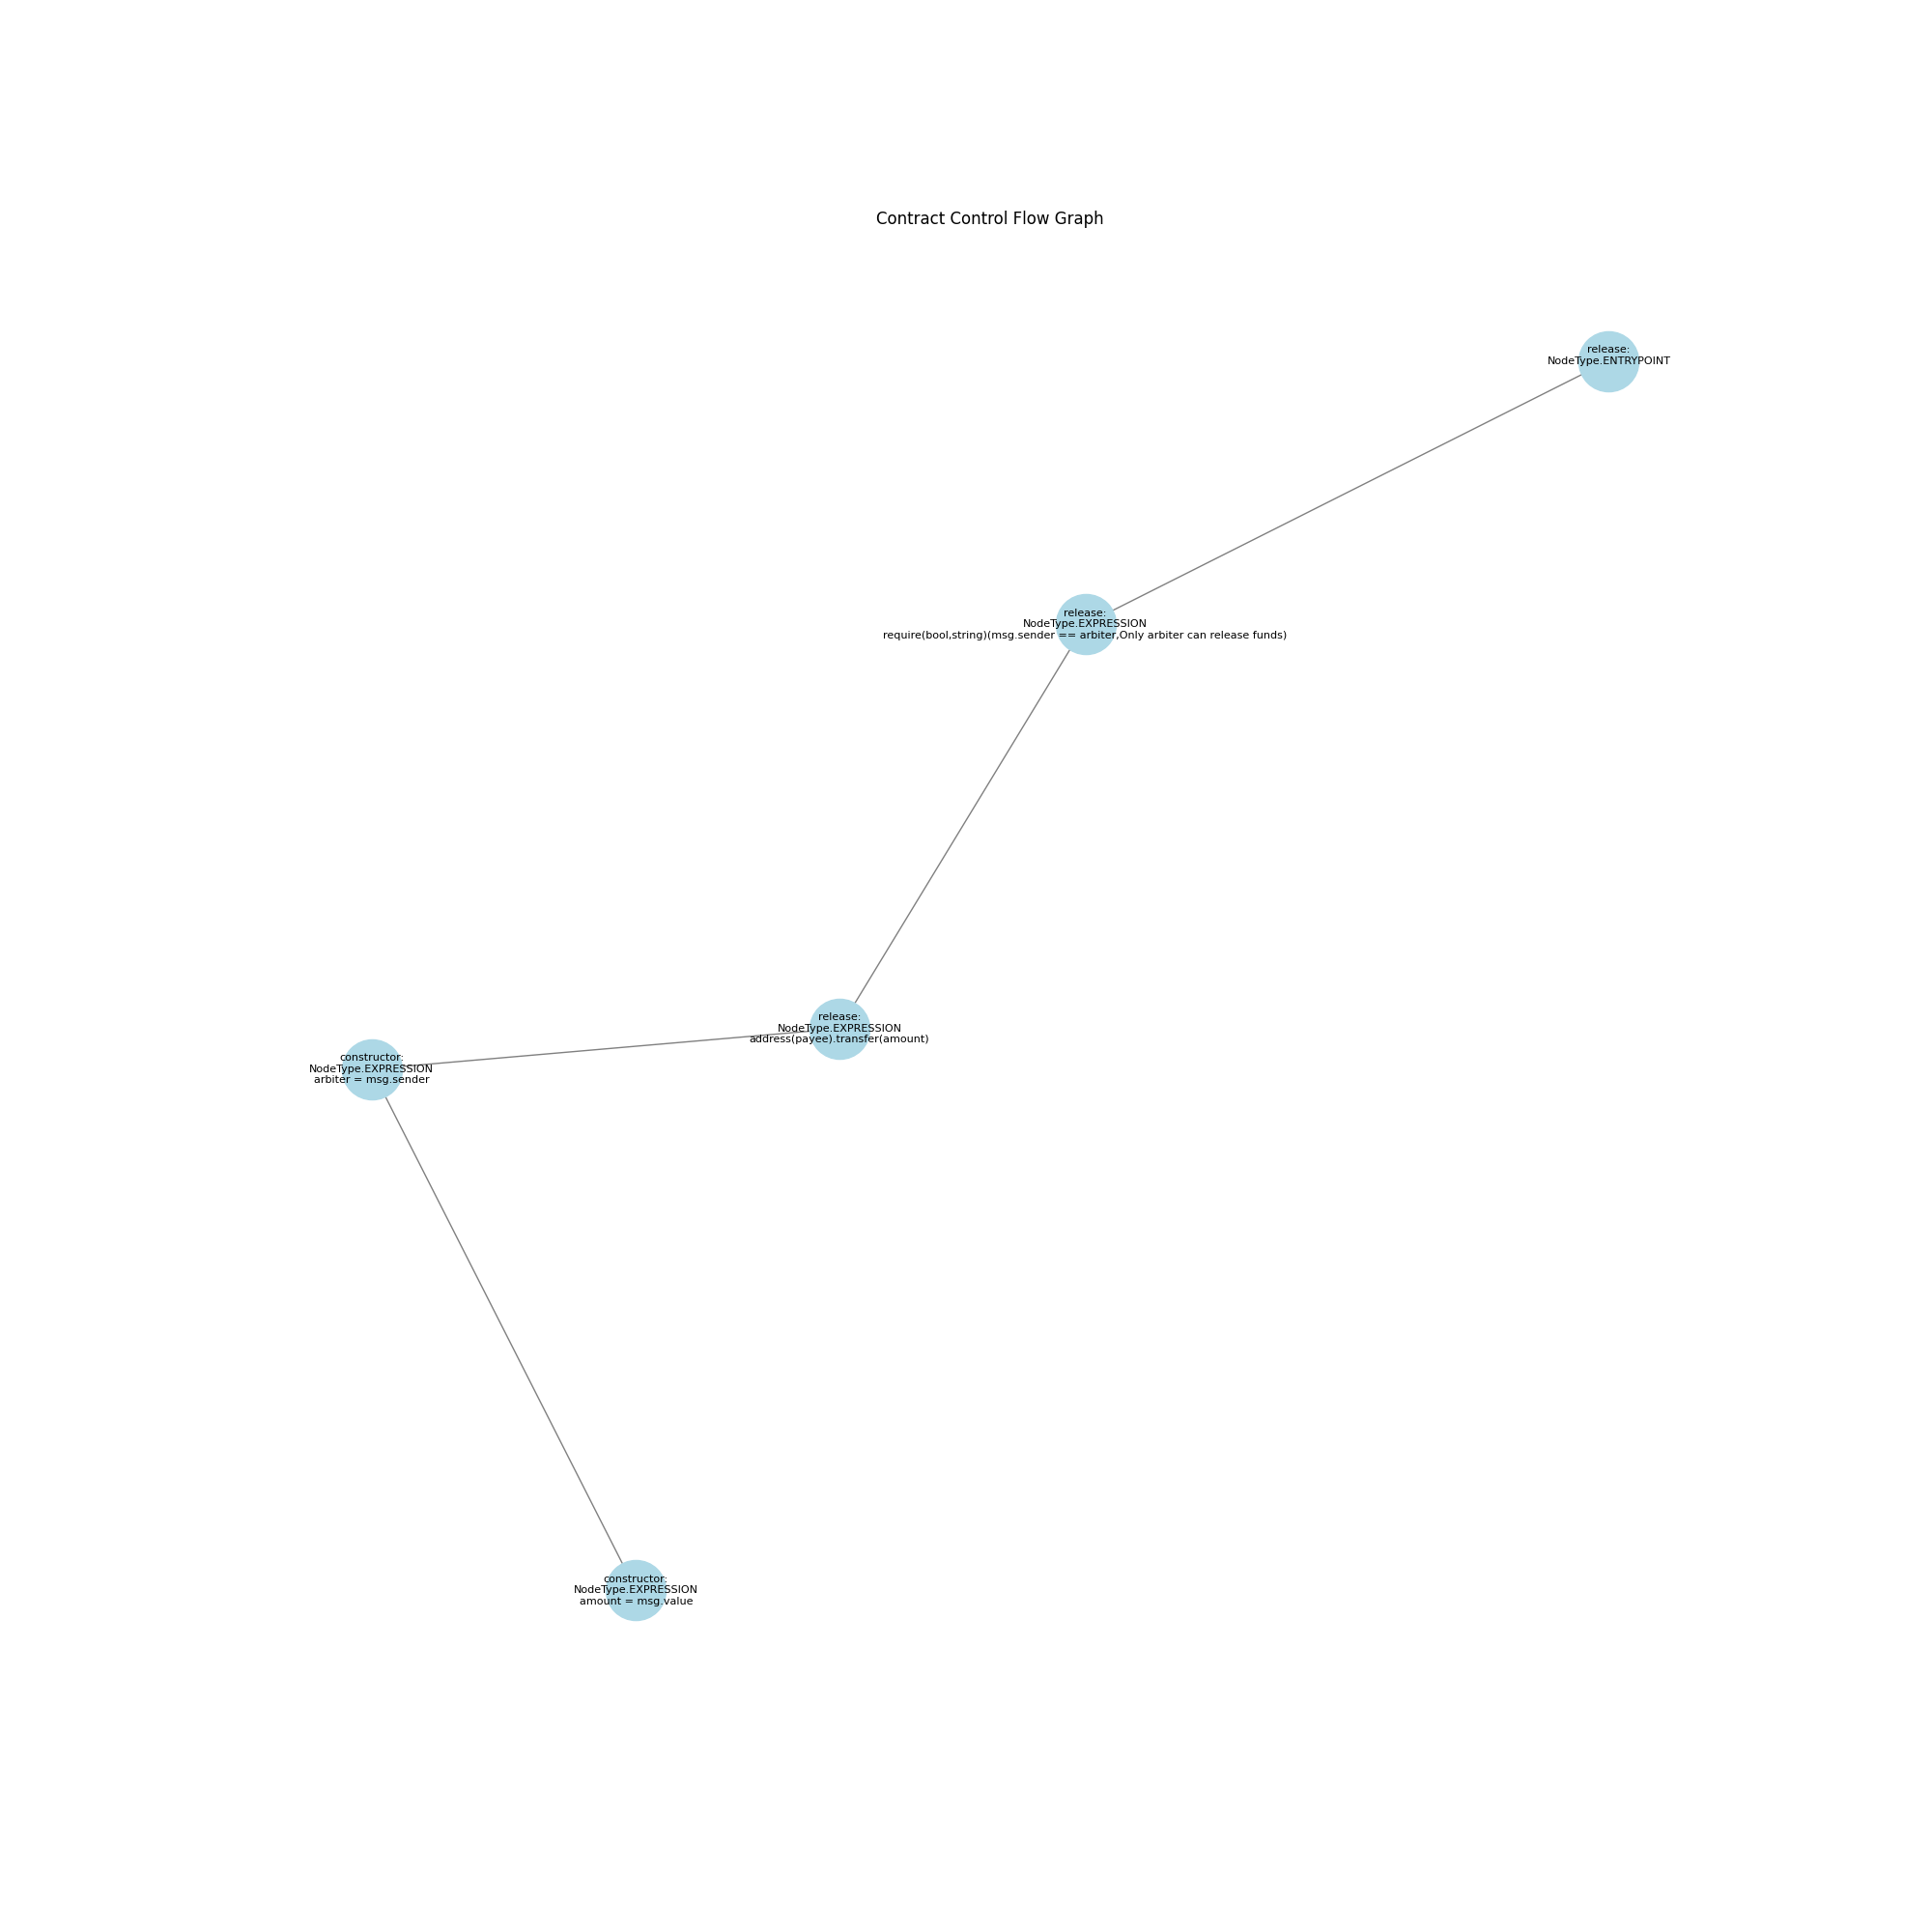 Contract Control Flow Graph
release:
NodeType.ENTRYPOINT
release:
NodeType.EXPRESSION
require(bool,string)(msg.sender == arbiter,Only arbiter can release funds)
release:
NodeType.EXPRESSION
address(payee).transfer(amount)
constructor:
NodeType.EXPRESSION
arbiter = msg.sender
constructor:
NodeType.EXPRESSION
amount = msg.value